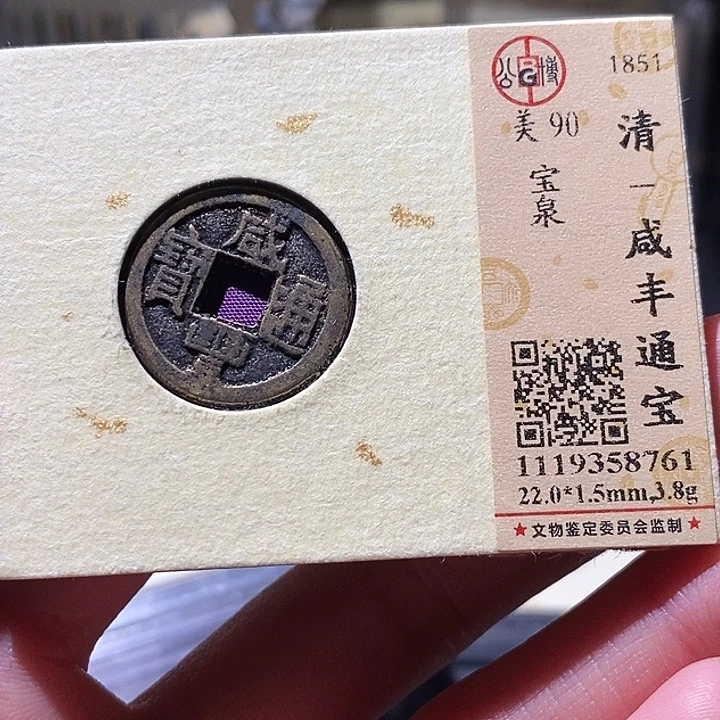 咸豐通寶
公博
G
1851
美 90
宝泉
清一咸丰通宝
1119358761
22.0*1.5mm,3.8g
★文物鉴定委员会监制★